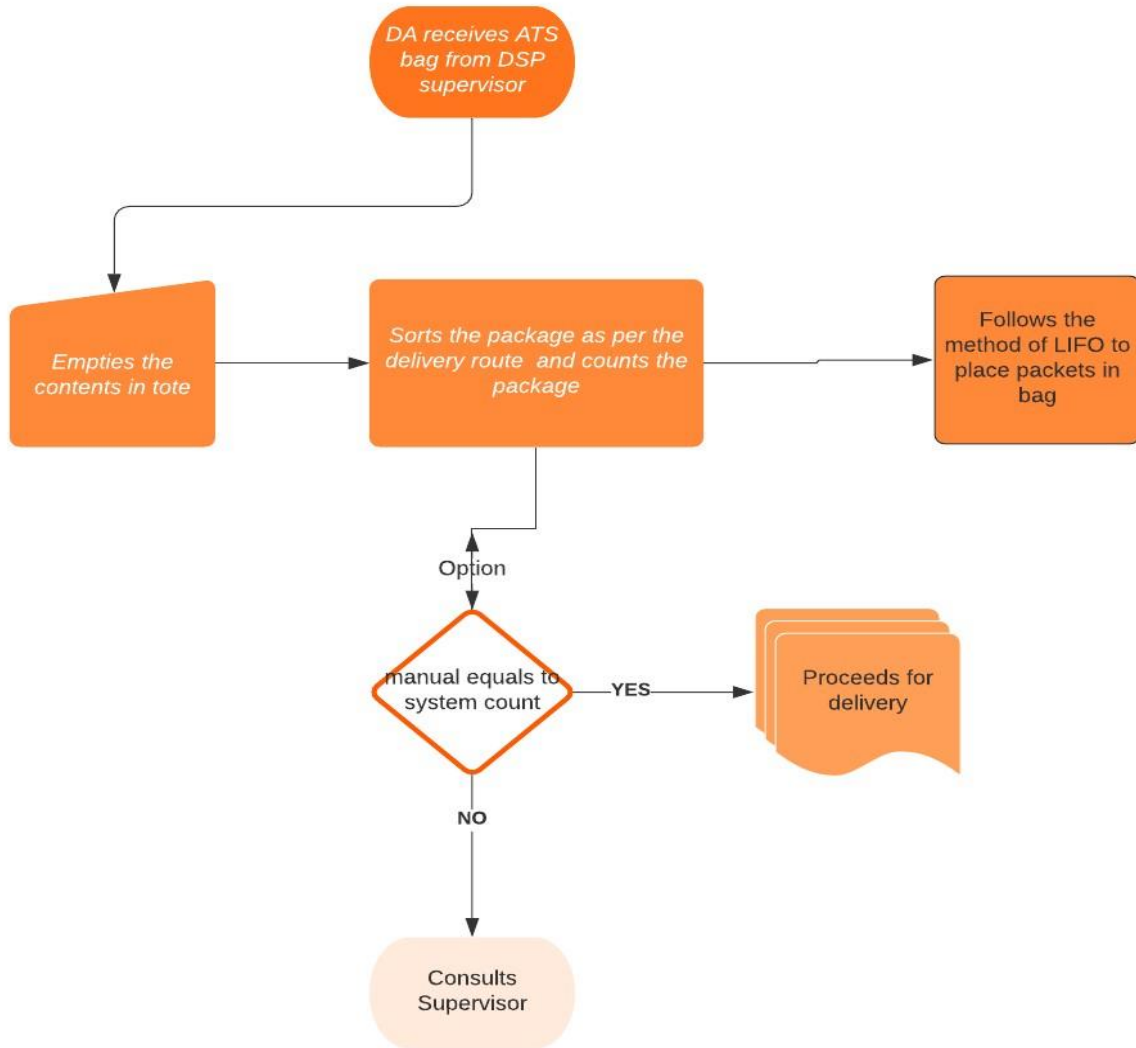 DA receives ATS
bag from DSP
supervisor
Empties the
contents in tote
Sorts the package as per the
delivery route and counts the
package
Follows the
method of LIFO to
place packets in
bag
Option
manual equals to
system count
YES
Proceeds for
delivery
NO
Consults
Supervisor